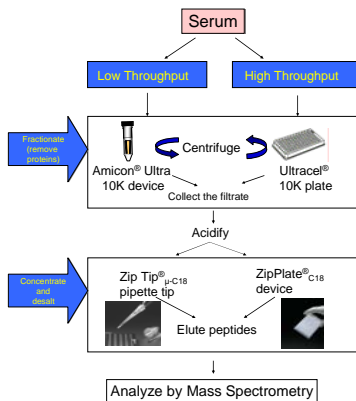 Serum
Low Throughput
High Throughput
Fractionate
(remove
proteins)
Centrifuge
Amicon® Ultra
10K device
Ultracel®
10K plate
Collect the filtrate
Acidify
Concentrate
and
desalt
Zip Tip®μ-C18
pipette tip
ZipPlate®C18
device
Elute peptides
Analyze by Mass Spectrometry